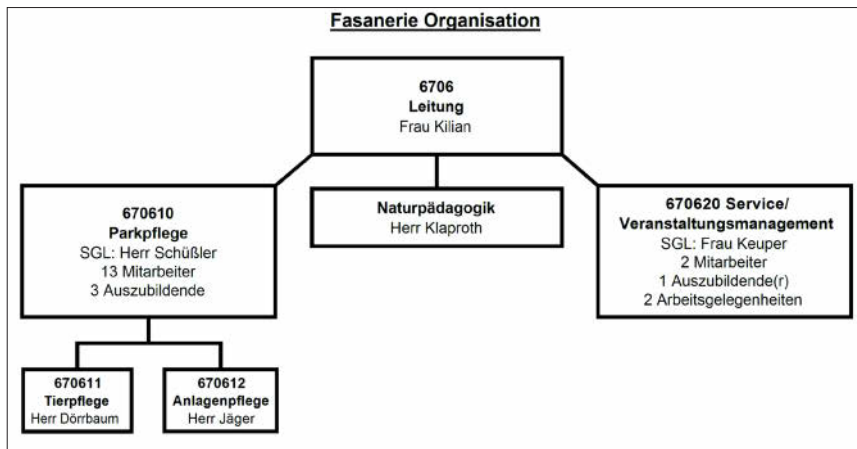 Fasanerie Organisation
6706
Leitung
Frau Kilian
670610
Parkpflege
SGL: Herr Schüßler
13 Mitarbeiter
3 Auszubildende
Naturpädagogik
Herr Klaproth
670620 Service/
Veranstaltungsmanagement
SGL: Frau Keuper
2 Mitarbeiter
1 Auszubildende(r)
2 Arbeitsgelegenheiten
670611
Tierpflege
Herr Dörrbaum
670612
Anlagenpflege
Herr Jäger